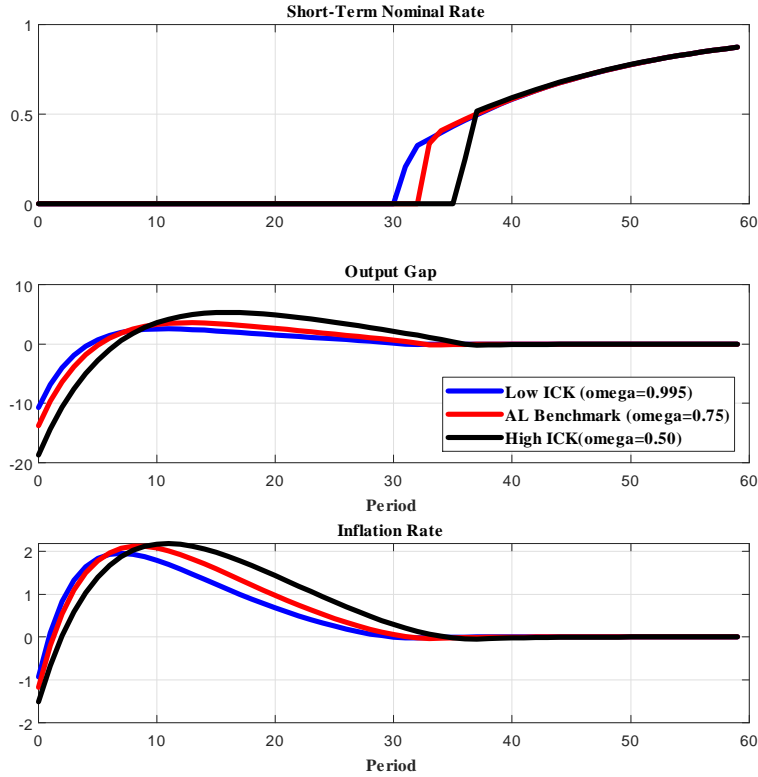 Short-Term Nominal Rate
1
0.5
0
0 10 20 30 40 50 60
Output Gap
10
0
-10
-20
Low ICK (omega=0.995)
AL Benchmark (omega=0.75)
High ICK(omega=0.50)
0 10 20 30 40 50 60
Period
Inflation Rate
2
1
0
-1
-2
0 10 20 30 40 50 60
Period